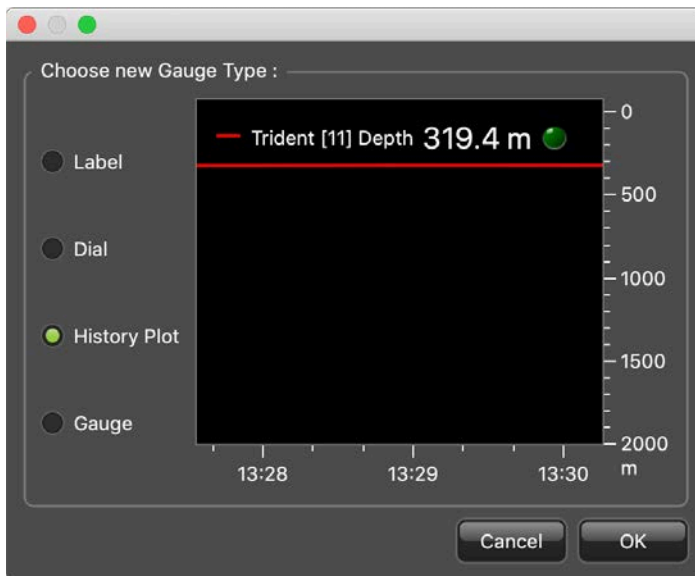 Choose new Gauge Type :
Label
Dial
History Plot
Gauge
Trident [11] Depth 319.4 m
0
500
1000
1500
2000
m
13:28 13:29 13:30
Cancel OK